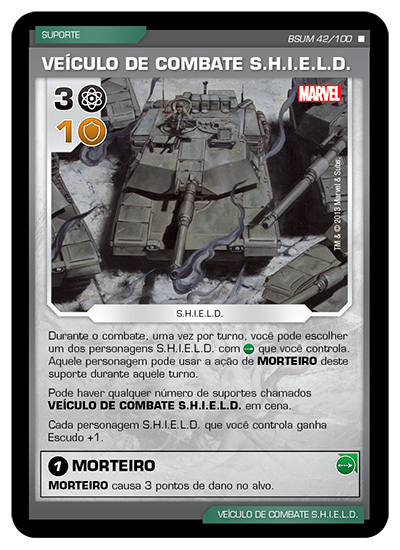 SUPORTE
BSUM 42/100
VEÍCULO DE COMBATE S.H.I.E.L.D.
3
1
MARVEL
TM & © 2013 Marvel & Subs.
S.H.I.E.L.D.
Durante o combate, uma vez por turno, você pode escolher
um dos personagens S.H.I.E.L.D. com que você controla.
Aquele personagem pode usar a ação de MORTEIRO deste
suporte durante aquele turno.
Pode haver qualquer número de suportes chamados
VEÍCULO DE COMBATE S.H.I.E.L.D. em cena.
Cada personagem S.H.I.E.L.D. que você controla ganha
Escudo +1.
1 MORTEIRO
MORTEIRO causa 3 pontos de dano no alvo.
VEÍCULO DE COMBATE S.H.I.E.L.D.